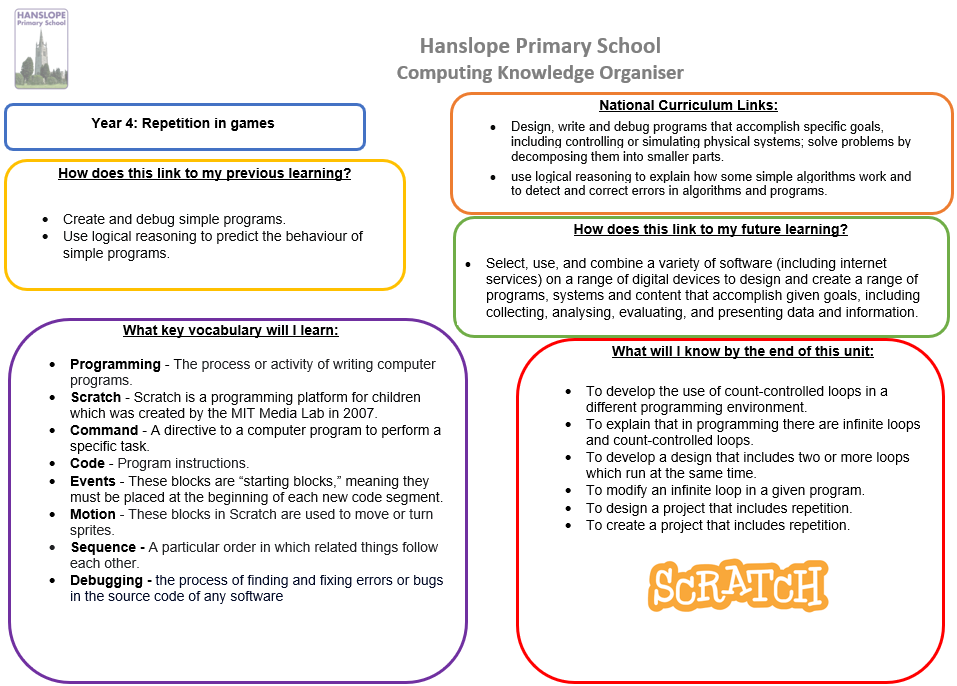 HANSLOPE
Primary School
Hanslope Primary School
Computing Knowledge Organiser
Year 4: Repetition in games
How does this link to my previous learning?
• Create and debug simple programs.
• Use logical reasoning to predict the behaviour of
simple programs.
National Curriculum Links:
• Design, write and debug programs that accomplish specific goals,
including controlling or simulating physical systems; solve problems by
decomposing them into smaller parts.
• use logical reasoning to explain how some simple algorithms work and
to detect and correct errors in algorithms and programs.
How does this link to my future learning?
• Select, use, and combine a variety of software (including internet
services) on a range of digital devices to design and create a range of
programs, systems and content that accomplish given goals, including
collecting, analysing, evaluating, and presenting data and information.
What key vocabulary will I learn:
• Programming - The process or activity of writing computer
programs.
• Scratch - Scratch is a programming platform for children
which was created by the MIT Media Lab in 2007.
• Command - A directive to a computer program to perform a
specific task.
• Code - Program instructions.
• Events - These blocks are “starting blocks,” meaning they
must be placed at the beginning of each new code segment.
• Motion - These blocks in Scratch are used to move or turn
sprites.
• Sequence - A particular order in which related things follow
each other.
• Debugging - the process of finding and fixing errors or bugs
in the source code of any software
What will I know by the end of this unit:
• To develop the use of count-controlled loops in a
different programming environment.
• To explain that in programming there are infinite loops
and count-controlled loops.
• To develop a design that includes two or more loops
which run at the same time.
• To modify an infinite loop in a given program.
• To design a project that includes repetition.
• To create a project that includes repetition.
SCRATCH